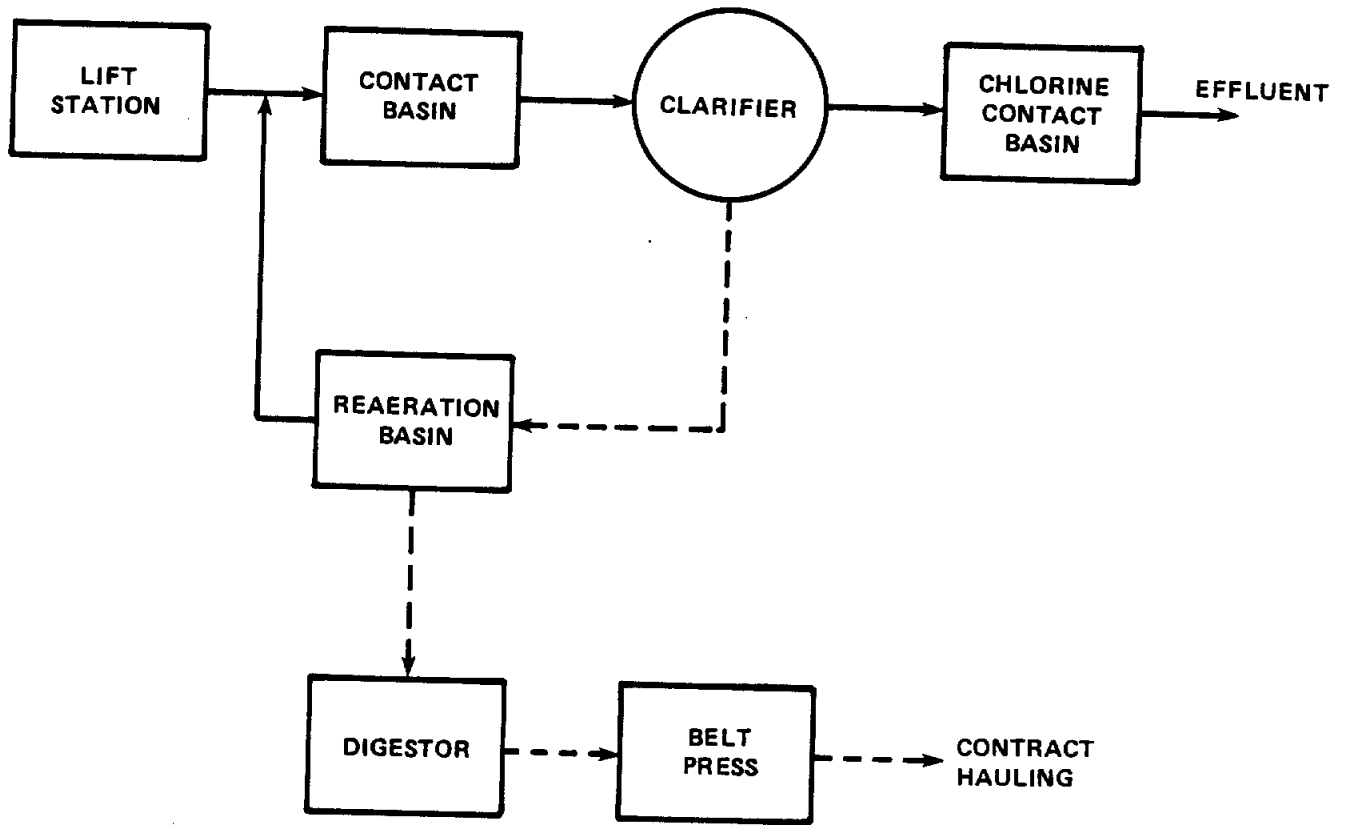 LIFT
STATION
CONTACT
BASIN
CLARIFIER
CHLORINE
CONTACT
BASIN
EFFLUENT
REAERATION
BASIN
DIGESTOR
BELT
PRESS
CONTRACT
HAULING